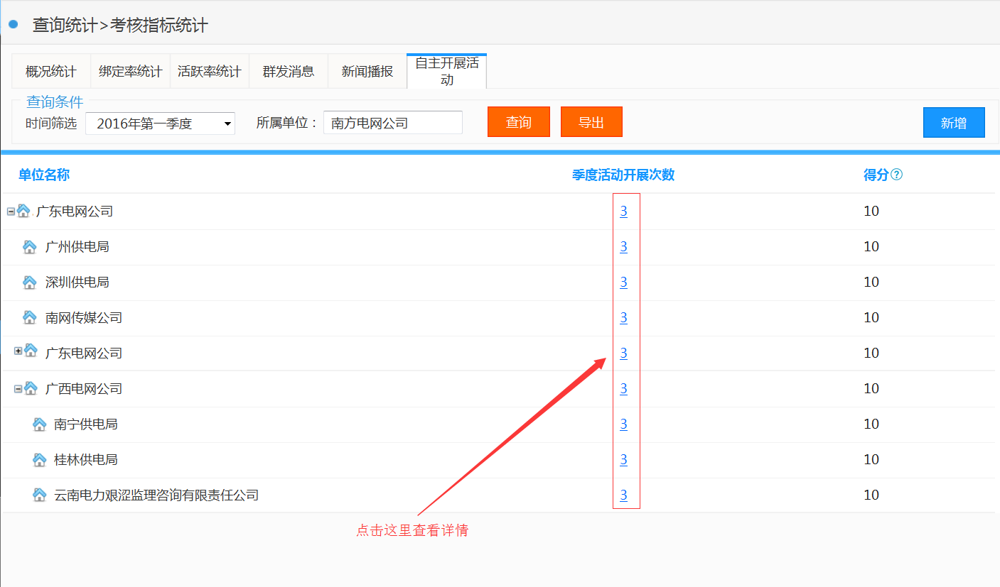 查询统计>考核指标统计
概况统计 绑定率统计 活跃率统计 群发消息 新闻播报 自主开展活
动
查询条件
时间筛选 2016年第一季度 所属单位： 南方电网公司 查询 导出 新增
单位名称 季度活动开展次数 得分?
广东电网公司 3 10
广州供电局 3 10
深圳供电局 3 10
南网传媒公司 3 10
广东电网公司 3 10
广西电网公司 3 10
南宁供电局 3 10
桂林供电局 3 10
云南电力艰涩监理咨询有限责任公司 3 10
点击这里查看详情